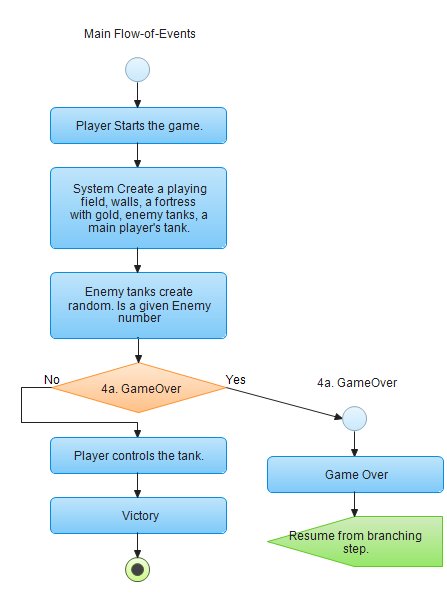 Main Flow-of-Events
Player Starts the game.
System Create a playing
field, walls, a fortress
with gold, enemy tanks, a
main player's tank.
Enemy tanks create
random. Is a given Enemy
number
No
4a. GameOver
Yes
4a. GameOver
Player controls the tank.
Game Over
Victory
Resume from branching
step.